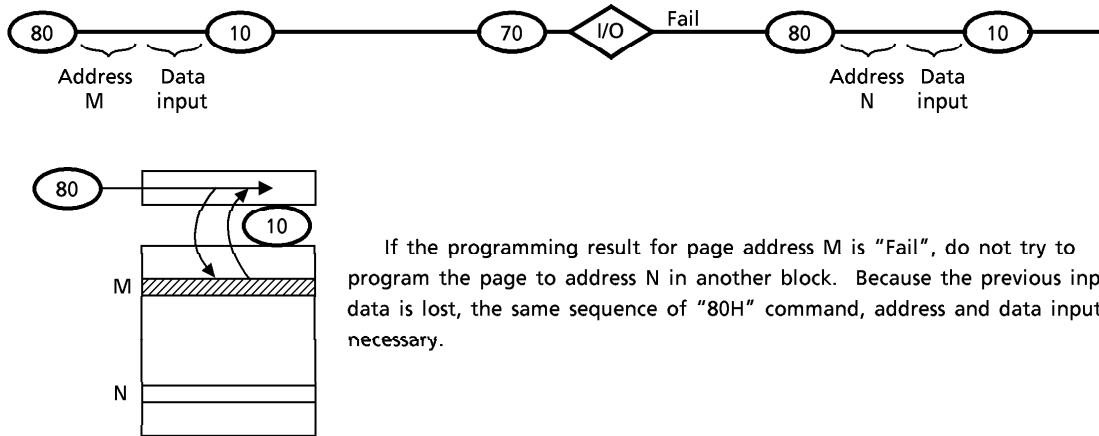 80 10 70 I/O Fail 80 10
Address Data Address Data
M input N input
80
10
If the programming result for page address M is “Fail”, do not try to
M program the page to address N in another block. Because the previous inp
data is lost, the same sequence of “80H” command, address and data input
necessary.
N